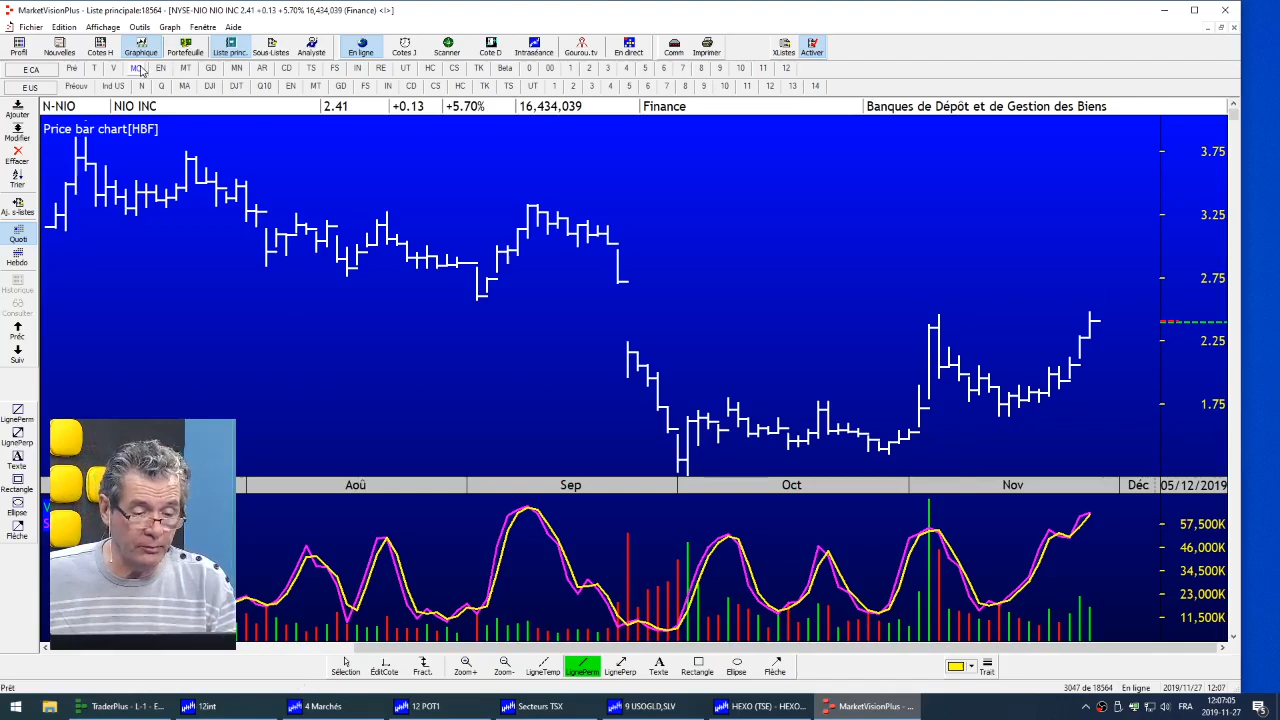 MarketVisionPlus - Liste principale:18564 - [NYSE-NIO NIO INC 2.41 +0.13 +5.70% 16,434,039 (Finance) <I>]
Fichier Edition Affichage Outils Graph Fenêtre Aide
Profil Nouvelles Cotes H Graphique Portefeuille Liste princ. Sous Listes Analyste En ligne Cotes J Scanner Cote D Intraséance Gourou.tv En direct Comm Imprimer XListes Activer
E CA Pré T V MO EN MT GD MN AR CD TS FS IN RE UT HC CS TK Beta 0 00 1 2 3 4 5 6 7 8 9 10 11 12
E US Préouv Ind US N Q MA DJI DJT Q10 EN MT GD FS IN CD HC TK TS UT 1 2 3 4 5 6 7 8 9 10 11 12 13 14
N-NIO NIO INC 2.41 +0.13 +5.70% 16,434,039 Finance Banques de Dépôt et de Gestion des Biens
Ajouter
Modifier
Effacer
Trier
Aj. s-listes
Quoti
Hebdo
Historique
Consulter
Préc
Suiv
LignePerm
LignePerp
Texte
Rectangle
Ellipse
Flèche
Price bar chart[HBF]
3.75
3.25
2.75
2.25
1.75
Aoû Sep Oct Nov Déc 05/12/2019
57,500K
46,000K
34,500K
23,000K
11,500K
Sélection ÉditCote Fract. Zoom+ Zoom- LigneTemp LignePerm LignePerp Texte Rectangle Ellipse Flèche Trait
Prêt 3047 de 18564 En ligne 2019/11/27 12:07
TraderPlus - L-1 - E... 12int 4 Marchés 12 POT1 Secteurs TSX 9 USOGLD,SLV HEXO (TSE) - HEXO... MarketVisionPlus - ... FRA 12:07:05
2019-11-27 5